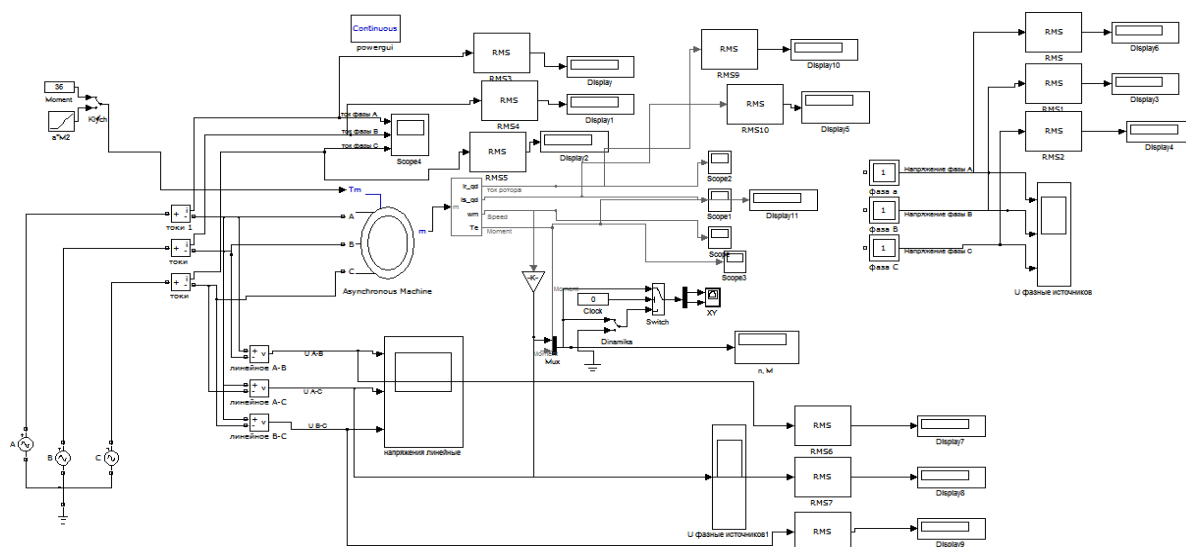 Continuous
powergui
RMS
RMS3
Display
RMS
RMS4
Display1
RMS
RMS5
Display2
RMS
RMS9
Display10
RMS
RMS10
Display5
RMS
RMS
Display6
RMS
RMS1
Display3
RMS
RMS2
Display4
36
Moment
Klych
a*M2
ток фазы A
ток фазы B
ток фазы C
Scope4
Tm
A
B
C
m
Asynchronous Machine
+
-
i
токи 1
+
-
i
токи
+
-
i
токи
m
ir_qd
is_qd
wm
Te
ток ротора
Speed
Moment
Scope2
Scope1
Display11
Scope
Scope3
1
фаза a
Напряжение фазы A
1
фаза B
Напряжение фазы B
1
фаза C
Напряжение фазы C
U фазные источников
-K-
Moment
0
Clock
Switch
XY
Dinamika
Moment
Mux
n, M
+
-
v
линейное A-B
U A-B
+
-
v
линейное A-C
U A-C
+
-
v
линейное B-C
U B-C
напряжения линейные
A
B
C
U фазные источников1
RMS
RMS6
Display7
RMS
RMS7
Display8
RMS
Display9